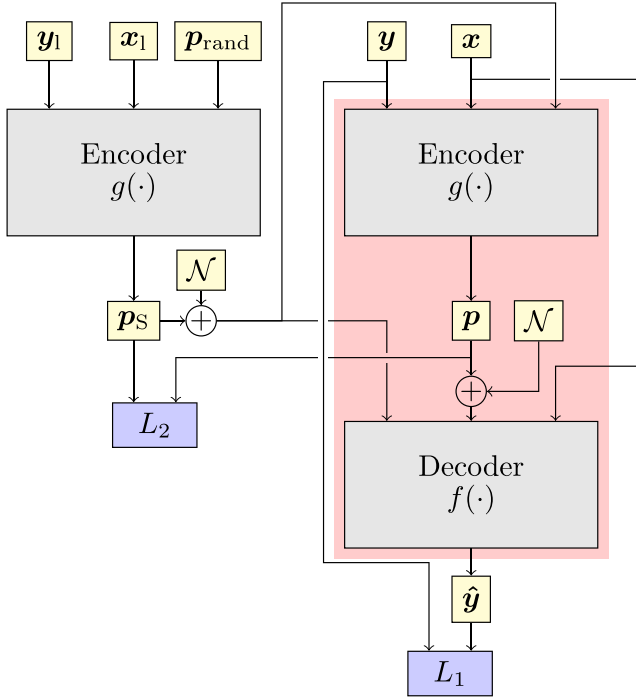 y_l x_l p_rand y x
Encoder Encoder
g(·) g(·)
𝒩
p_S + p 𝒩
+
L_2
Decoder
f(·)
ŷ
L_1